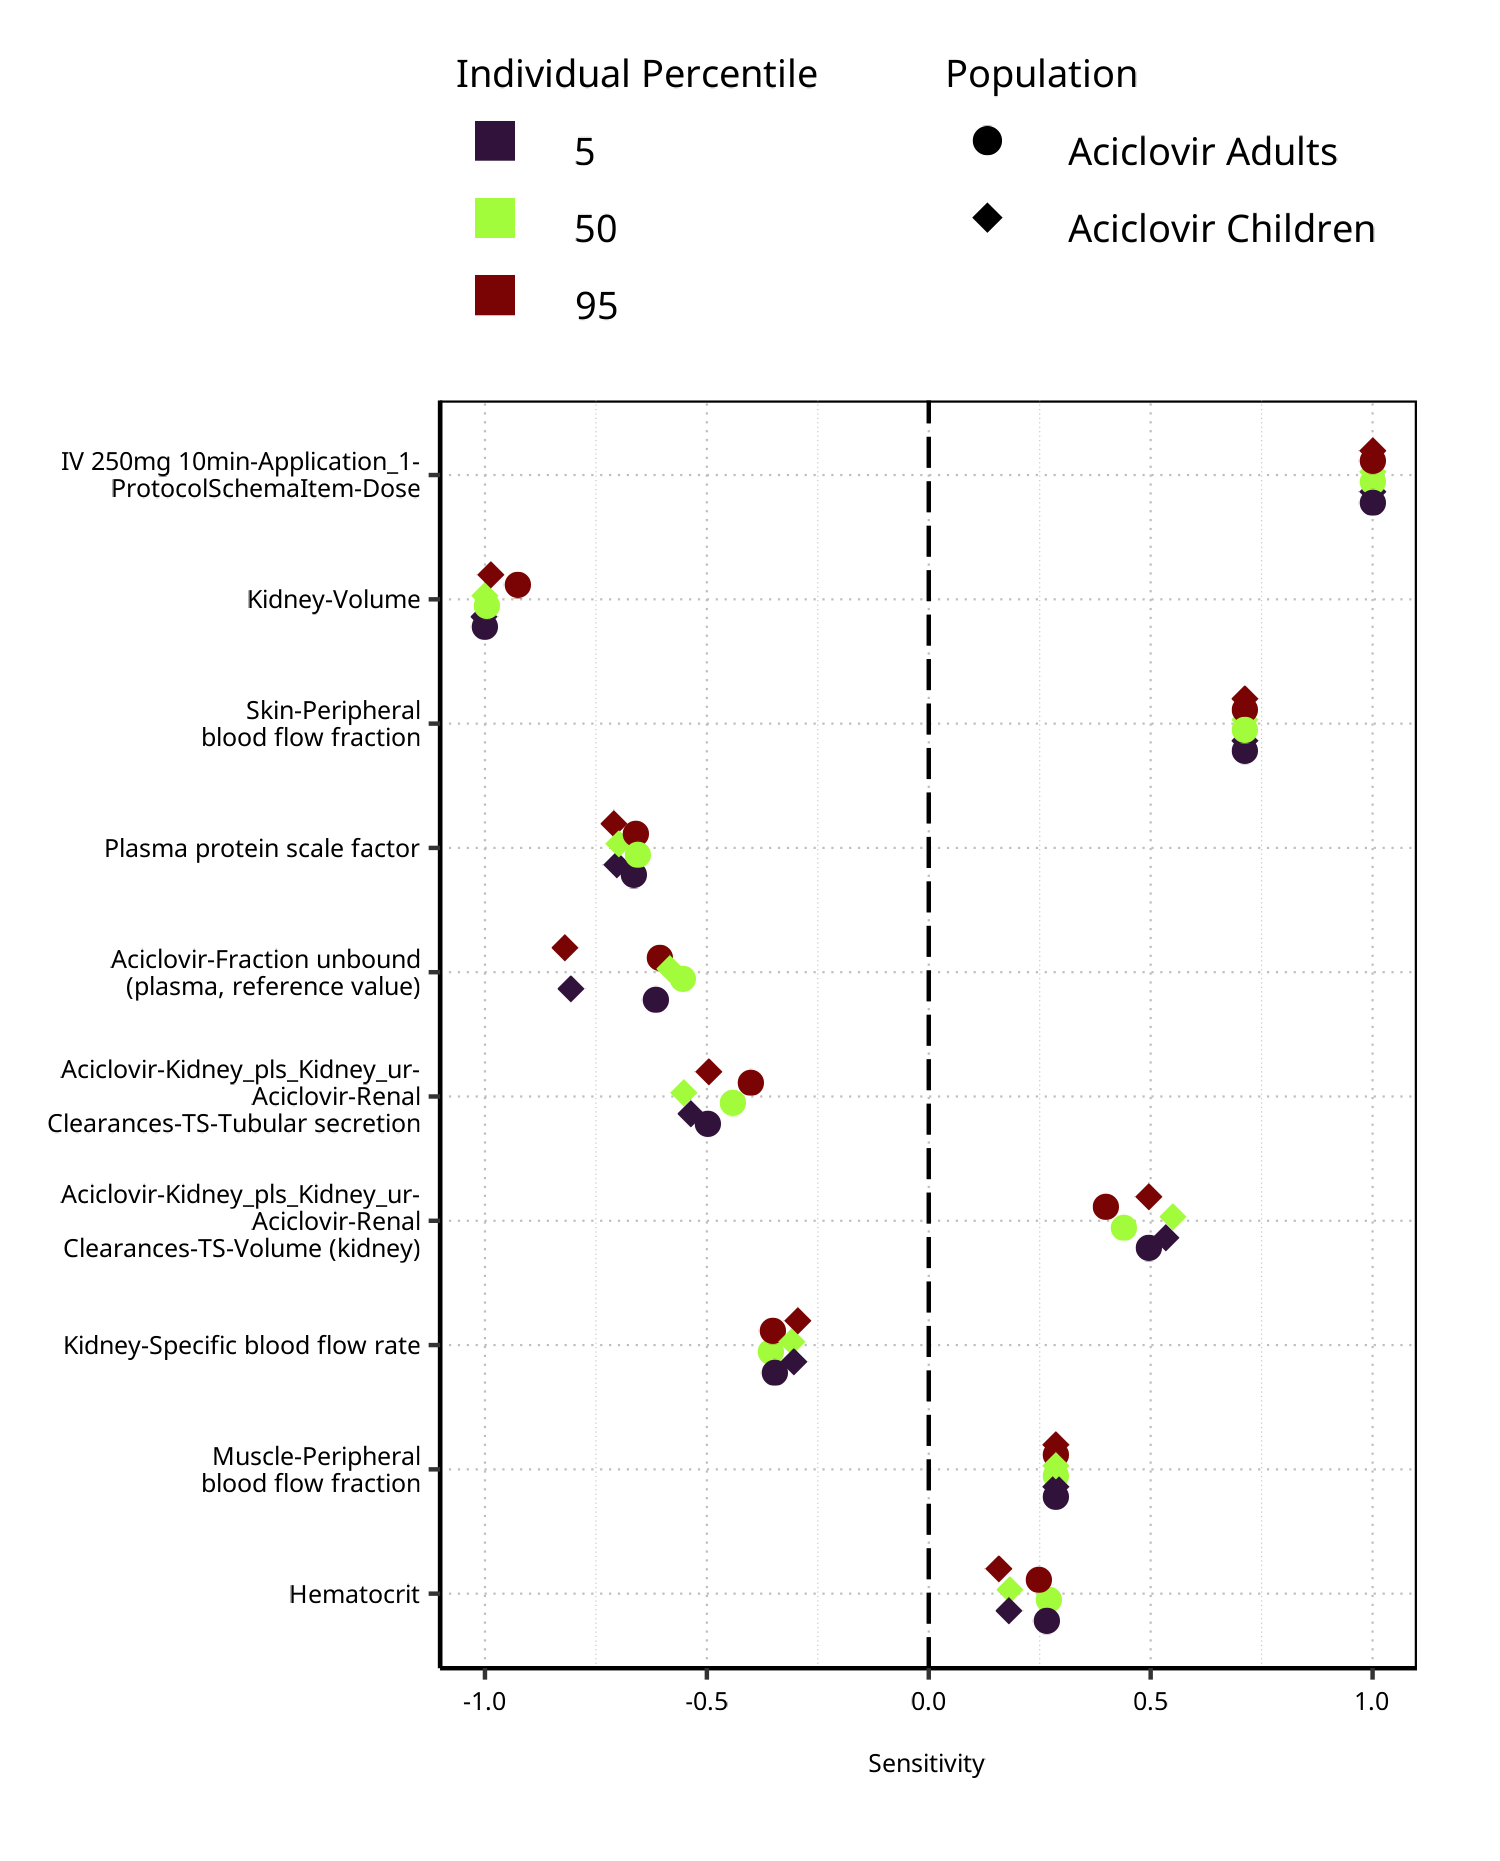 Individual Percentile
5
50
95
Population
Aciclovir Adults
Aciclovir Children
IV 250mg 10min-Application_1-
ProtocolSchemaItem-Dose
Kidney-Volume
Skin-Peripheral
blood flow fraction
Plasma protein scale factor
Aciclovir-Fraction unbound
(plasma, reference value)
Aciclovir-Kidney_pls_Kidney_ur-
Aciclovir-Renal
Clearances-TS-Tubular secretion
Aciclovir-Kidney_pls_Kidney_ur-
Aciclovir-Renal
Clearances-TS-Volume (kidney)
Kidney-Specific blood flow rate
Muscle-Peripheral
blood flow fraction
Hematocrit
-1.0
-0.5
0.0
0.5
1.0
Sensitivity